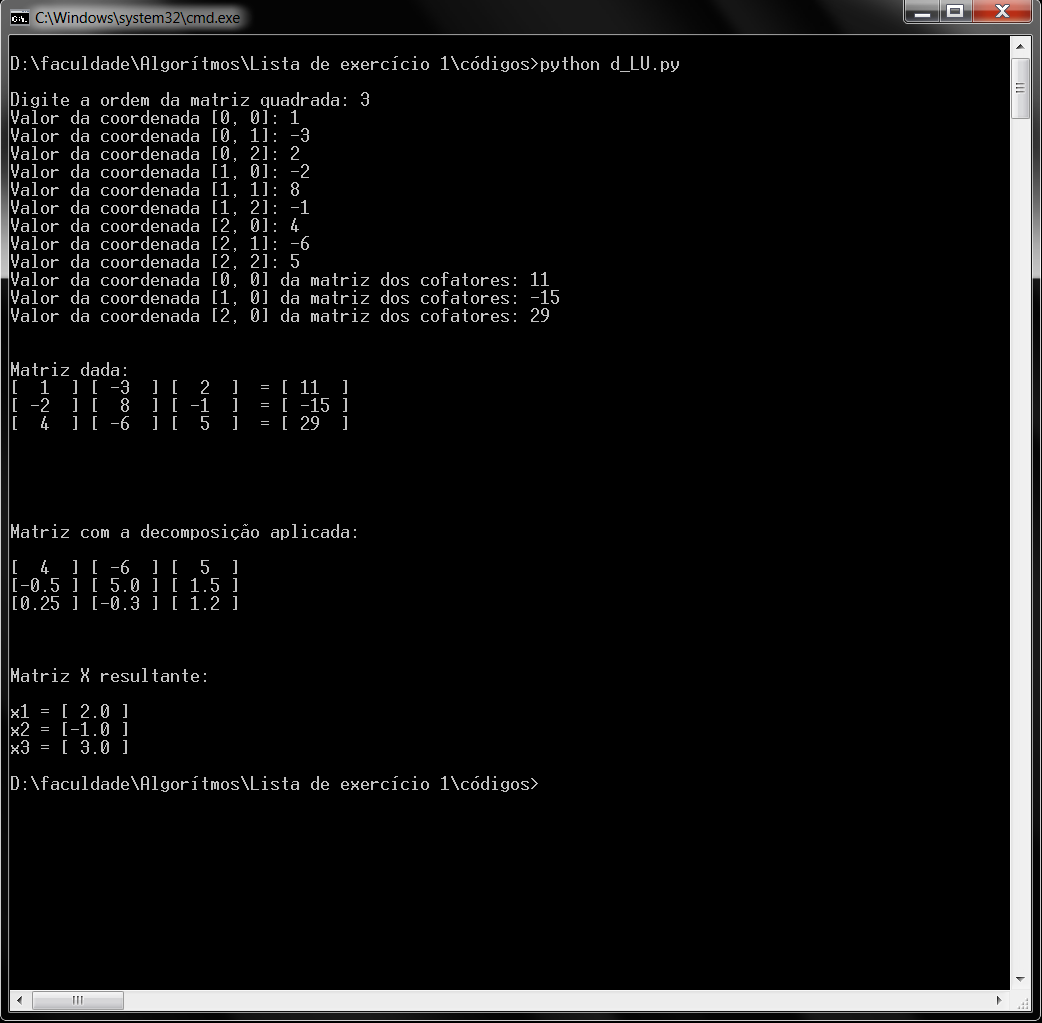 C:\Windows\system32\cmd.exe
D:\faculdade\Algorítmos\Lista de exercício 1\códigos>python d_LU.py
Digite a ordem da matriz quadrada: 3
Valor da coordenada [0, 0]: 1
Valor da coordenada [0, 1]: -3
Valor da coordenada [0, 2]: 2
Valor da coordenada [1, 0]: -2
Valor da coordenada [1, 1]: 8
Valor da coordenada [1, 2]: -1
Valor da coordenada [2, 0]: 4
Valor da coordenada [2, 1]: -6
Valor da coordenada [2, 2]: 5
Valor da coordenada [0, 0] da matriz dos cofatores: 11
Valor da coordenada [1, 0] da matriz dos cofatores: -15
Valor da coordenada [2, 0] da matriz dos cofatores: 29
Matriz dada:
[  1  ] [ -3  ] [  2  ]  = [ 11  ]
[ -2  ] [  8  ] [ -1  ]  = [ -15 ]
[  4  ] [ -6  ] [  5  ]  = [ 29  ]
Matriz com a decomposição aplicada:
[  4  ] [ -6  ] [  5  ]
[-0.5 ] [ 5.0 ] [ 1.5 ]
[0.25 ] [-0.3 ] [ 1.2 ]
Matriz X resultante:
x1 = [ 2.0 ]
x2 = [-1.0 ]
x3 = [ 3.0 ]
D:\faculdade\Algorítmos\Lista de exercício 1\códigos>